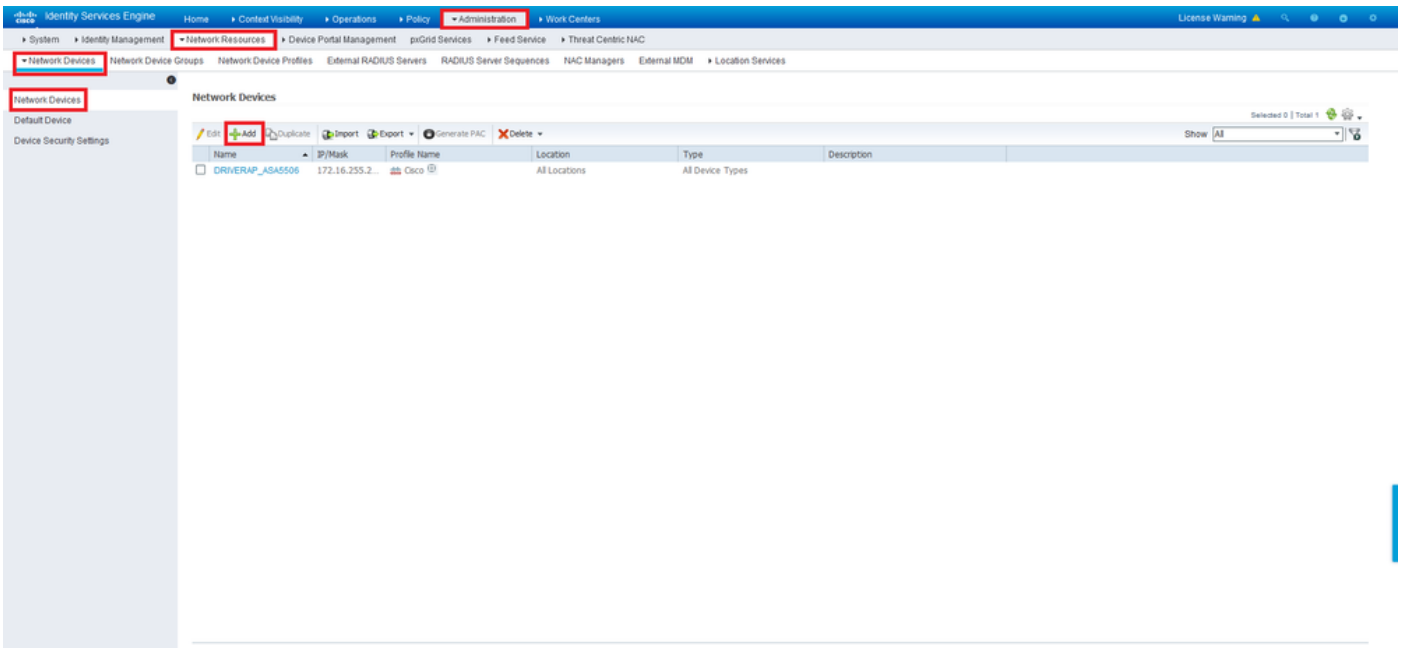 cisco Identity Services Engine Home Context Visibility Operations Policy Administration Work Centers License Warning
System Identity Management Network Resources Device Portal Management pxGrid Services Feed Service Threat Centric NAC
Network Devices Network Device Groups Network Device Profiles External RADIUS Servers RADIUS Server Sequences NAC Managers External MDM Location Services
Network Devices
Default Device
Device Security Settings
Network Devices
Selected 0 | Total 1
Edit Add Duplicate Import Export Generate PAC Delete Show All
Name IP/Mask Profile Name Location Type Description
DRIVERAP_ASA5506 172.16.255.2... Cisco All Locations All Device Types